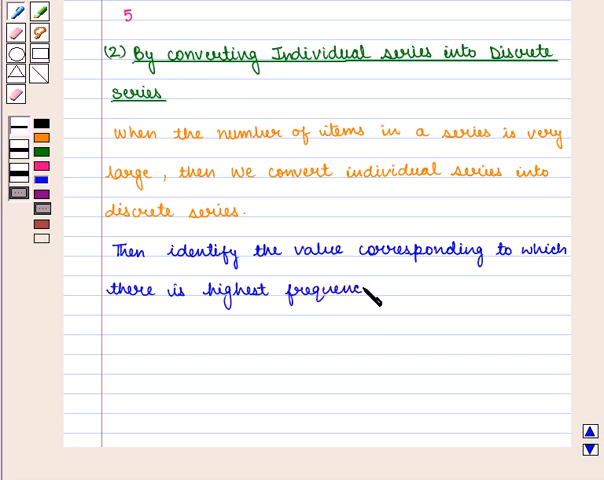 5
(2) By converting Individual series into Discrete
series
When the number of items in a series is very
large, then we convert individual series into
discrete series.
Then identify the value corresponding to which
there is highest frequenc